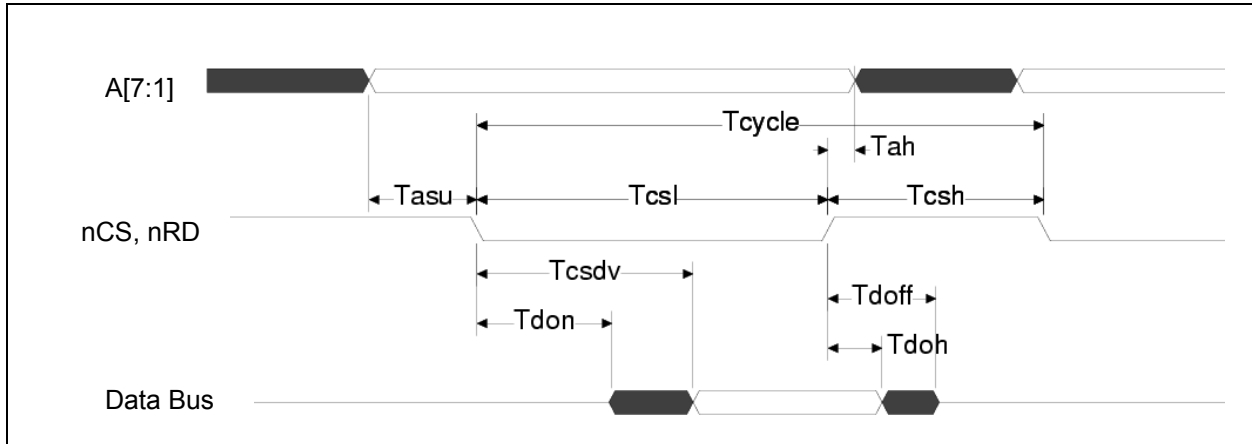 A[7:1]
Tcycle
Tah
Tasu
Tcsl
Tcsh
nCS, nRD
Tcsdv
Tdoff
Tdon
Tdoh
Data Bus